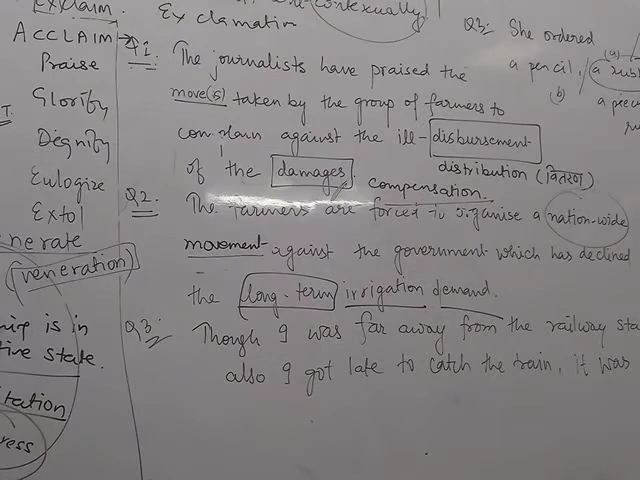 Exclaim
Exclamation
contextually
ACCLAIM →
Praise
Glorify
Dignify
Eulogize
Extol
nerate
(veneration)
is in
tive state.
tation
ress
Q1: The journalists have praised the
move(s) taken by the group of farmers to
complain against the ill-disbursement
distribution (वितरण)
of the damages.
compensation.
Q2. The farmers are forced to organise a nation-wide
movement against the government which has declined
the long-term irrigation demand.
Q3: Though I was far away from the railway sta
also I got late to catch the train, it was
Q3: She ordered
(a)
a pencil, / a rub
(b) a piece